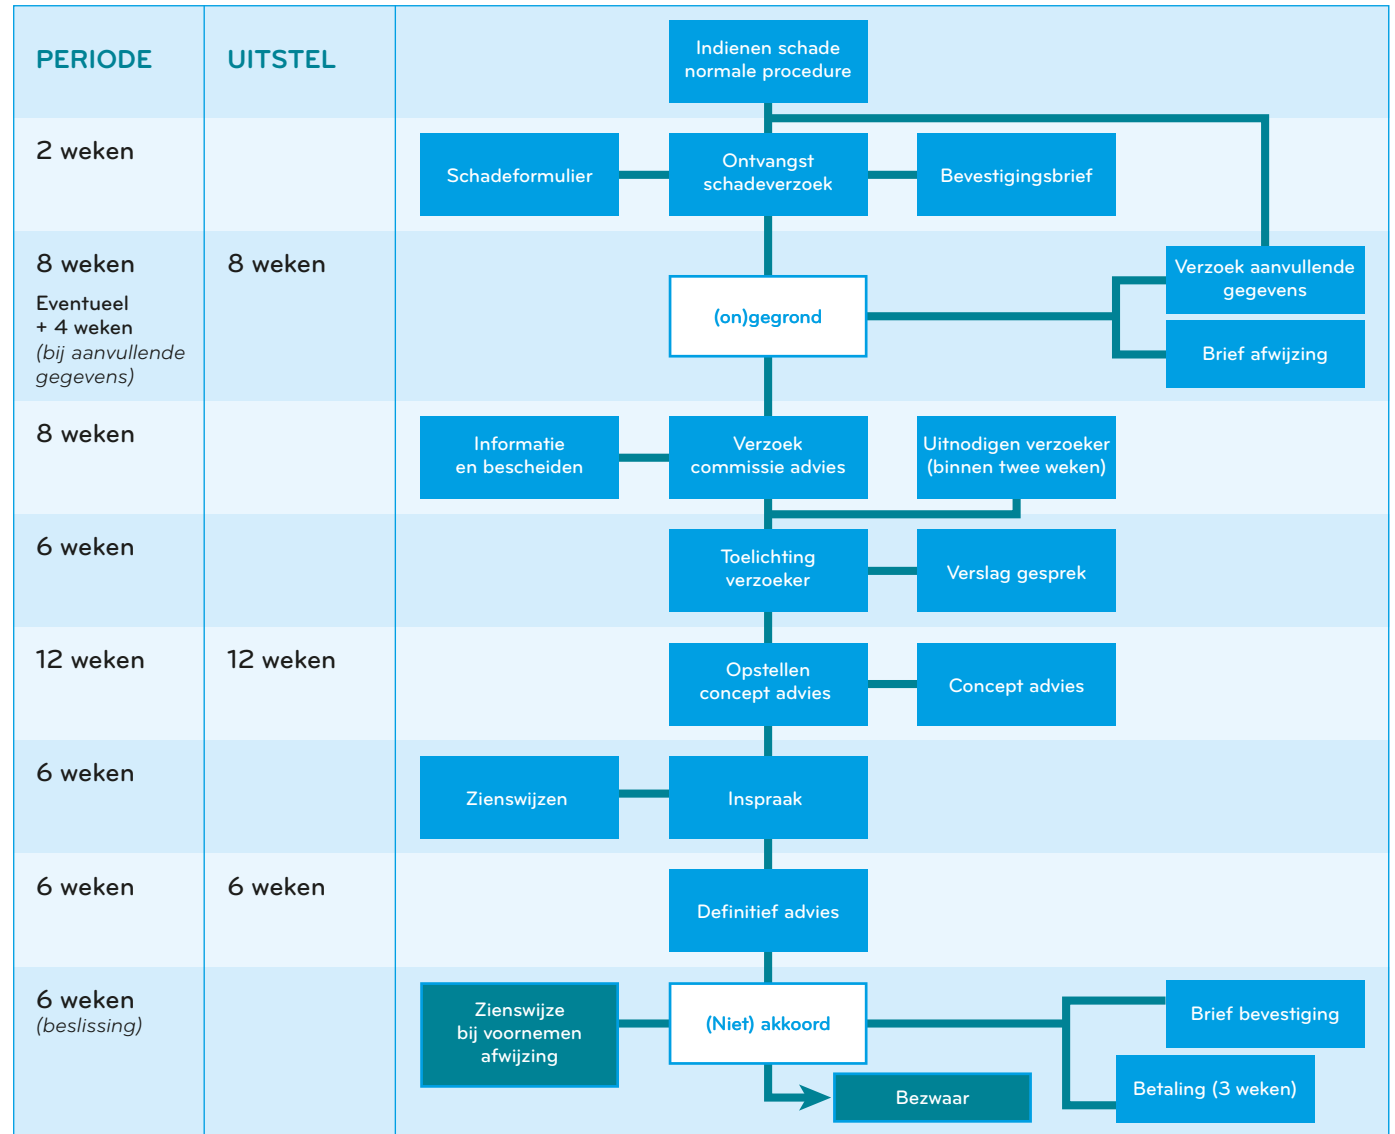 PERIODE
UITSTEL
Indienen schade
normale procedure
2 weken
Schadeformulier
Ontvangst
schadeverzoek
Bevestigingsbrief
8 weken
Eventueel
+ 4 weken
(bij aanvullende
gegevens)
8 weken
(on)gegrond
Verzoek aanvullende
gegevens
Brief afwijzing
8 weken
Informatie
en bescheiden
Verzoek
commissie advies
Uitnodigen verzoeker
(binnen twee weken)
6 weken
Toelichting
verzoeker
Verslag gesprek
12 weken
12 weken
Opstellen
concept advies
Concept advies
6 weken
Zienswijzen
Inspraak
6 weken
6 weken
Definitief advies
6 weken
(beslissing)
Zienswijze
bij voornemen
afwijzing
(Niet) akkoord
Brief bevestiging
Betaling (3 weken)
Bezwaar